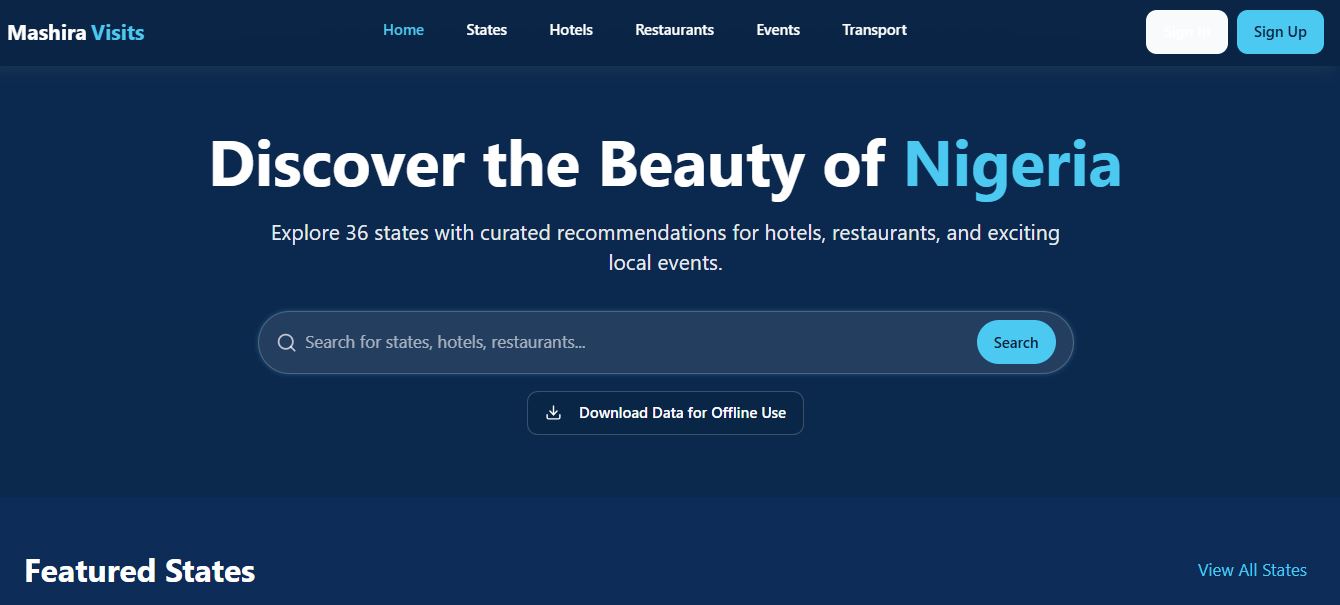 Mashira Visits
Home States Hotels Restaurants Events Transport
Sign In Sign Up
Discover the Beauty of Nigeria
Explore 36 states with curated recommendations for hotels, restaurants, and exciting
local events.
Search for states, hotels, restaurants...
Search
Download Data for Offline Use
Featured States
View All States